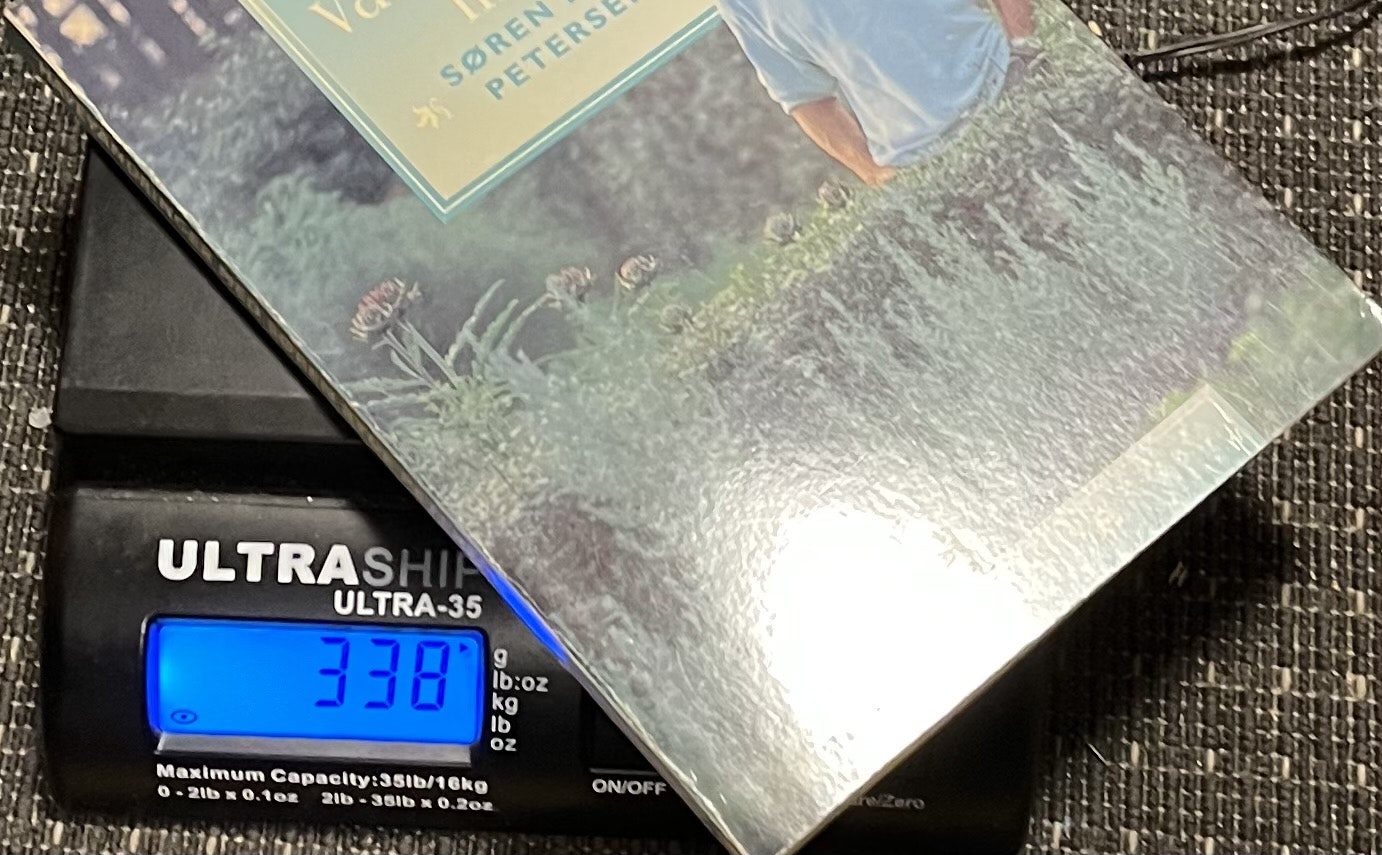 SØREN
PETERSEN
ULTRASHIP
ULTRA-35
338
g
lb:oz
kg
lb
oz
Maximum Capacity:35lb/16kg
0 - 2lb x 0.1oz 2lb - 35lb x 0.2oz
ON/OFF